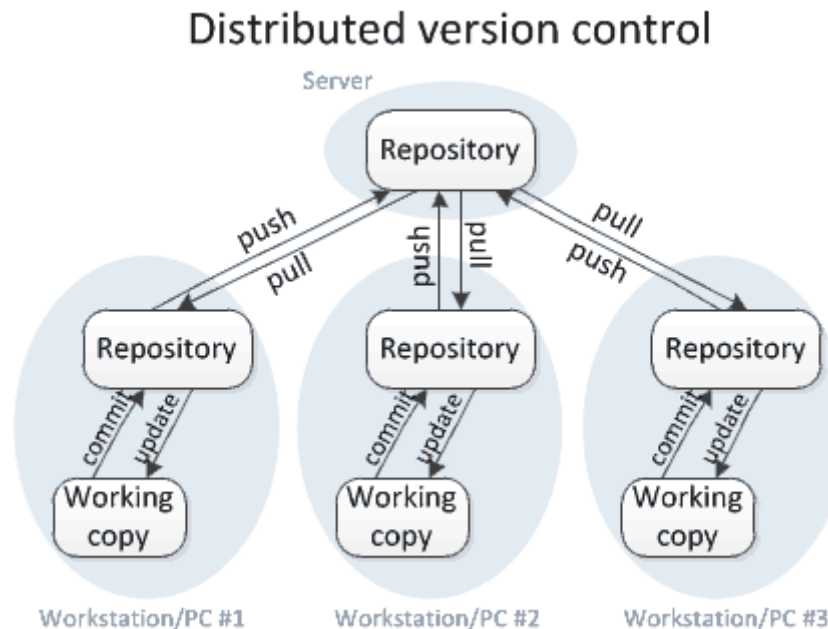 Distributed version control
Server
Repository
push
pull
push
pull
pull
push
Repository
Repository
Repository
commit
update
commit
update
commit
update
Working
copy
Working
copy
Working
copy
Workstation/PC #1
Workstation/PC #2
Workstation/PC #3